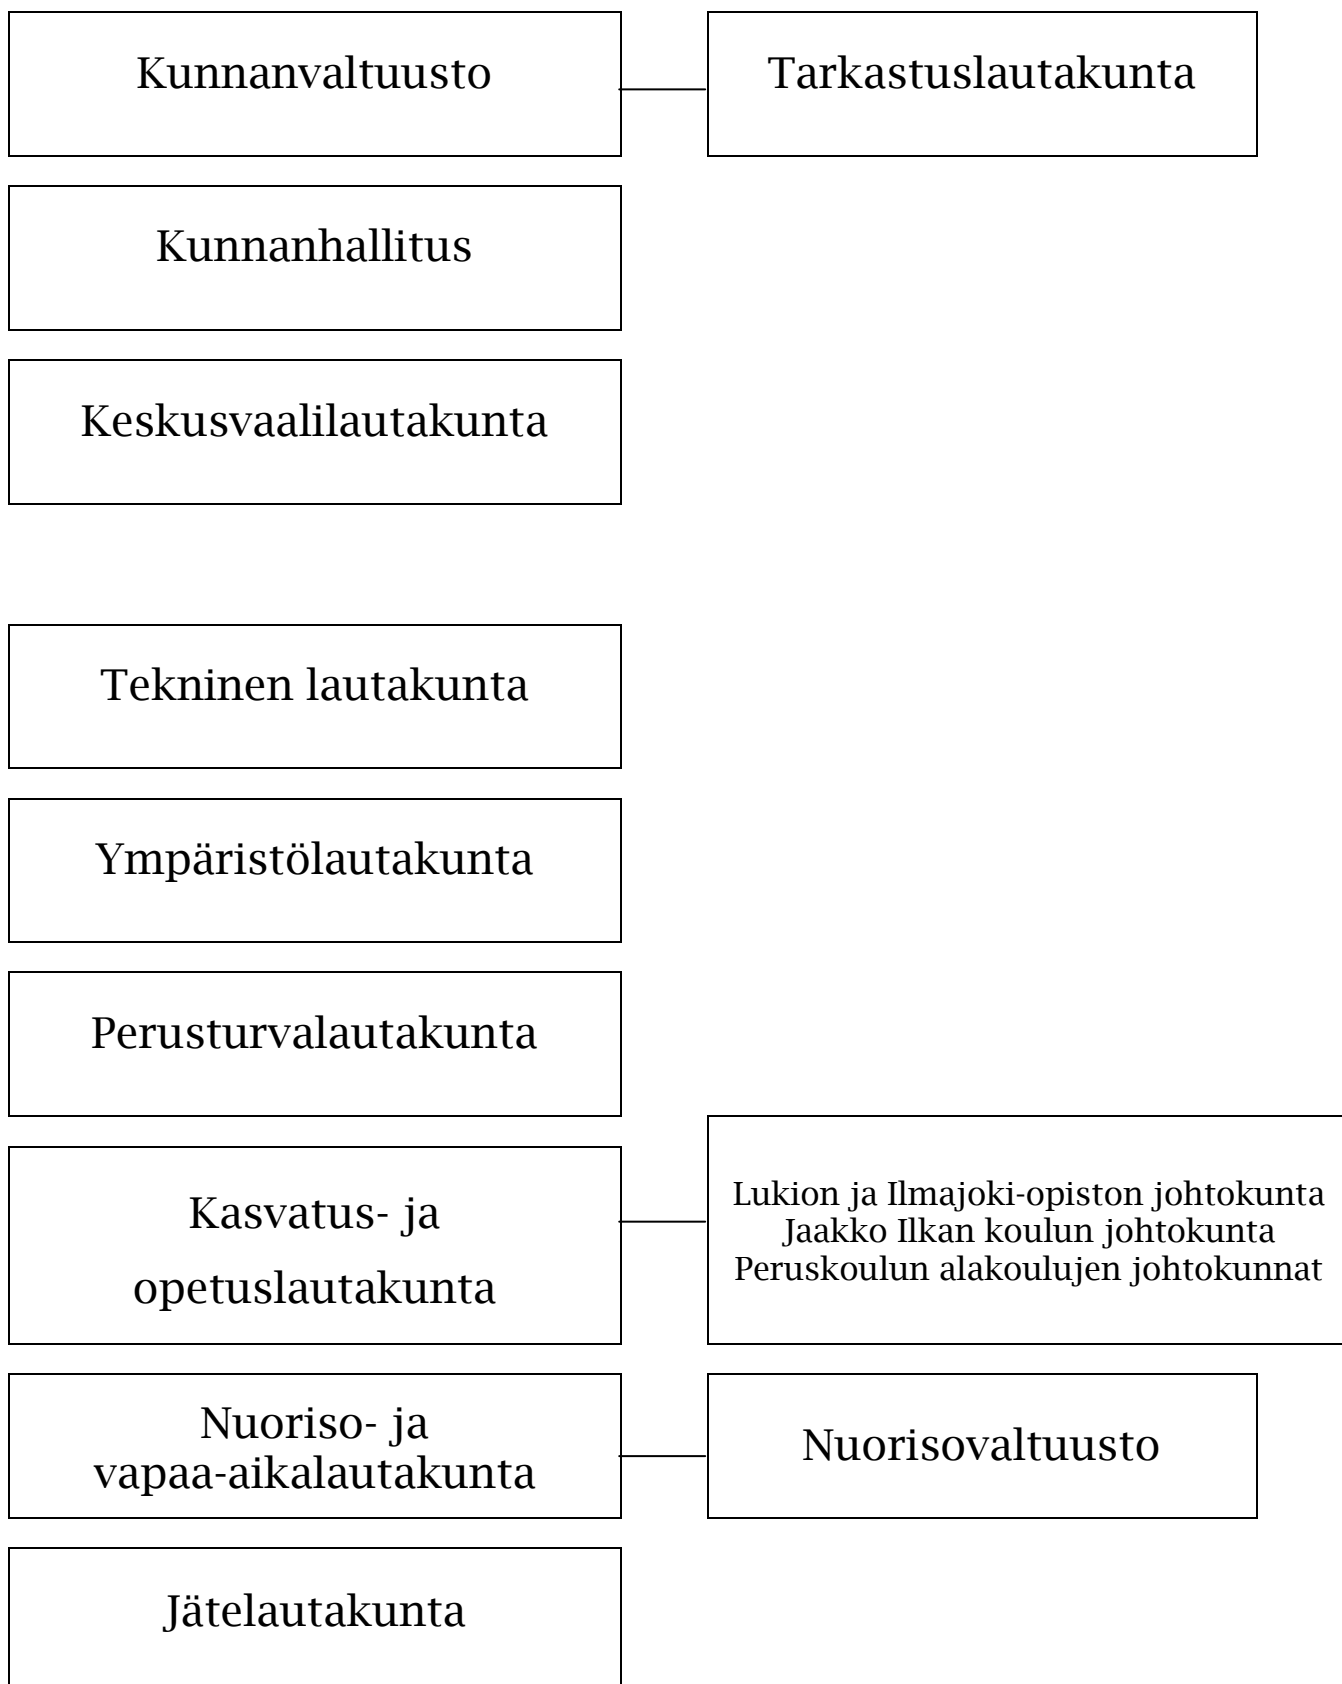 Kunnanvaltuusto
Tarkastuslautakunta
Kunnanhallitus
Keskusvaalilautakunta
Tekninen lautakunta
Ympäristölautakunta
Perusturvalautakunta
Kasvatus- ja
opetuslautakunta
Lukion ja Ilmajoki-opiston johtokunta
Jaakko Ilkan koulun johtokunta
Peruskoulun alakoulujen johtokunnat
Nuoriso- ja
vapaa-aikalautakunta
Nuorisovaltuusto
Jätelautakunta